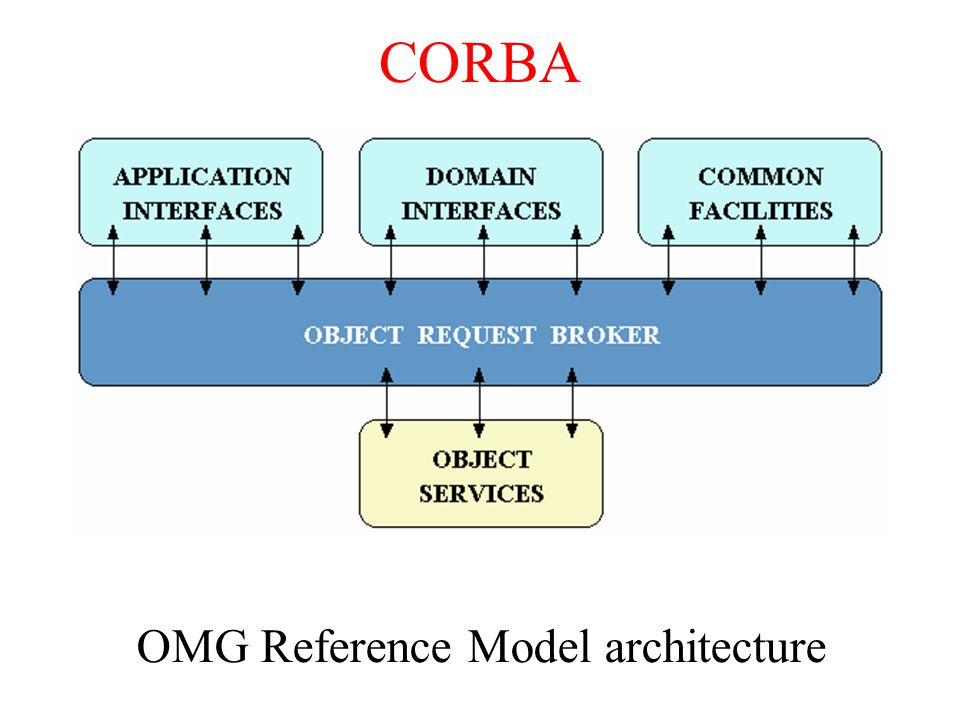 CORBA
APPLICATION
INTERFACES
DOMAIN
INTERFACES
COMMON
FACILITIES
OBJECT REQUEST BROKER
OBJECT
SERVICES
OMG Reference Model architecture